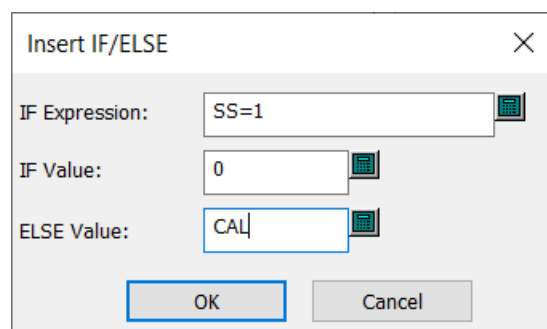 Insert IF/ELSE
IF Expression: SS=1
IF Value: 0
ELSE Value: CAL
OK Cancel